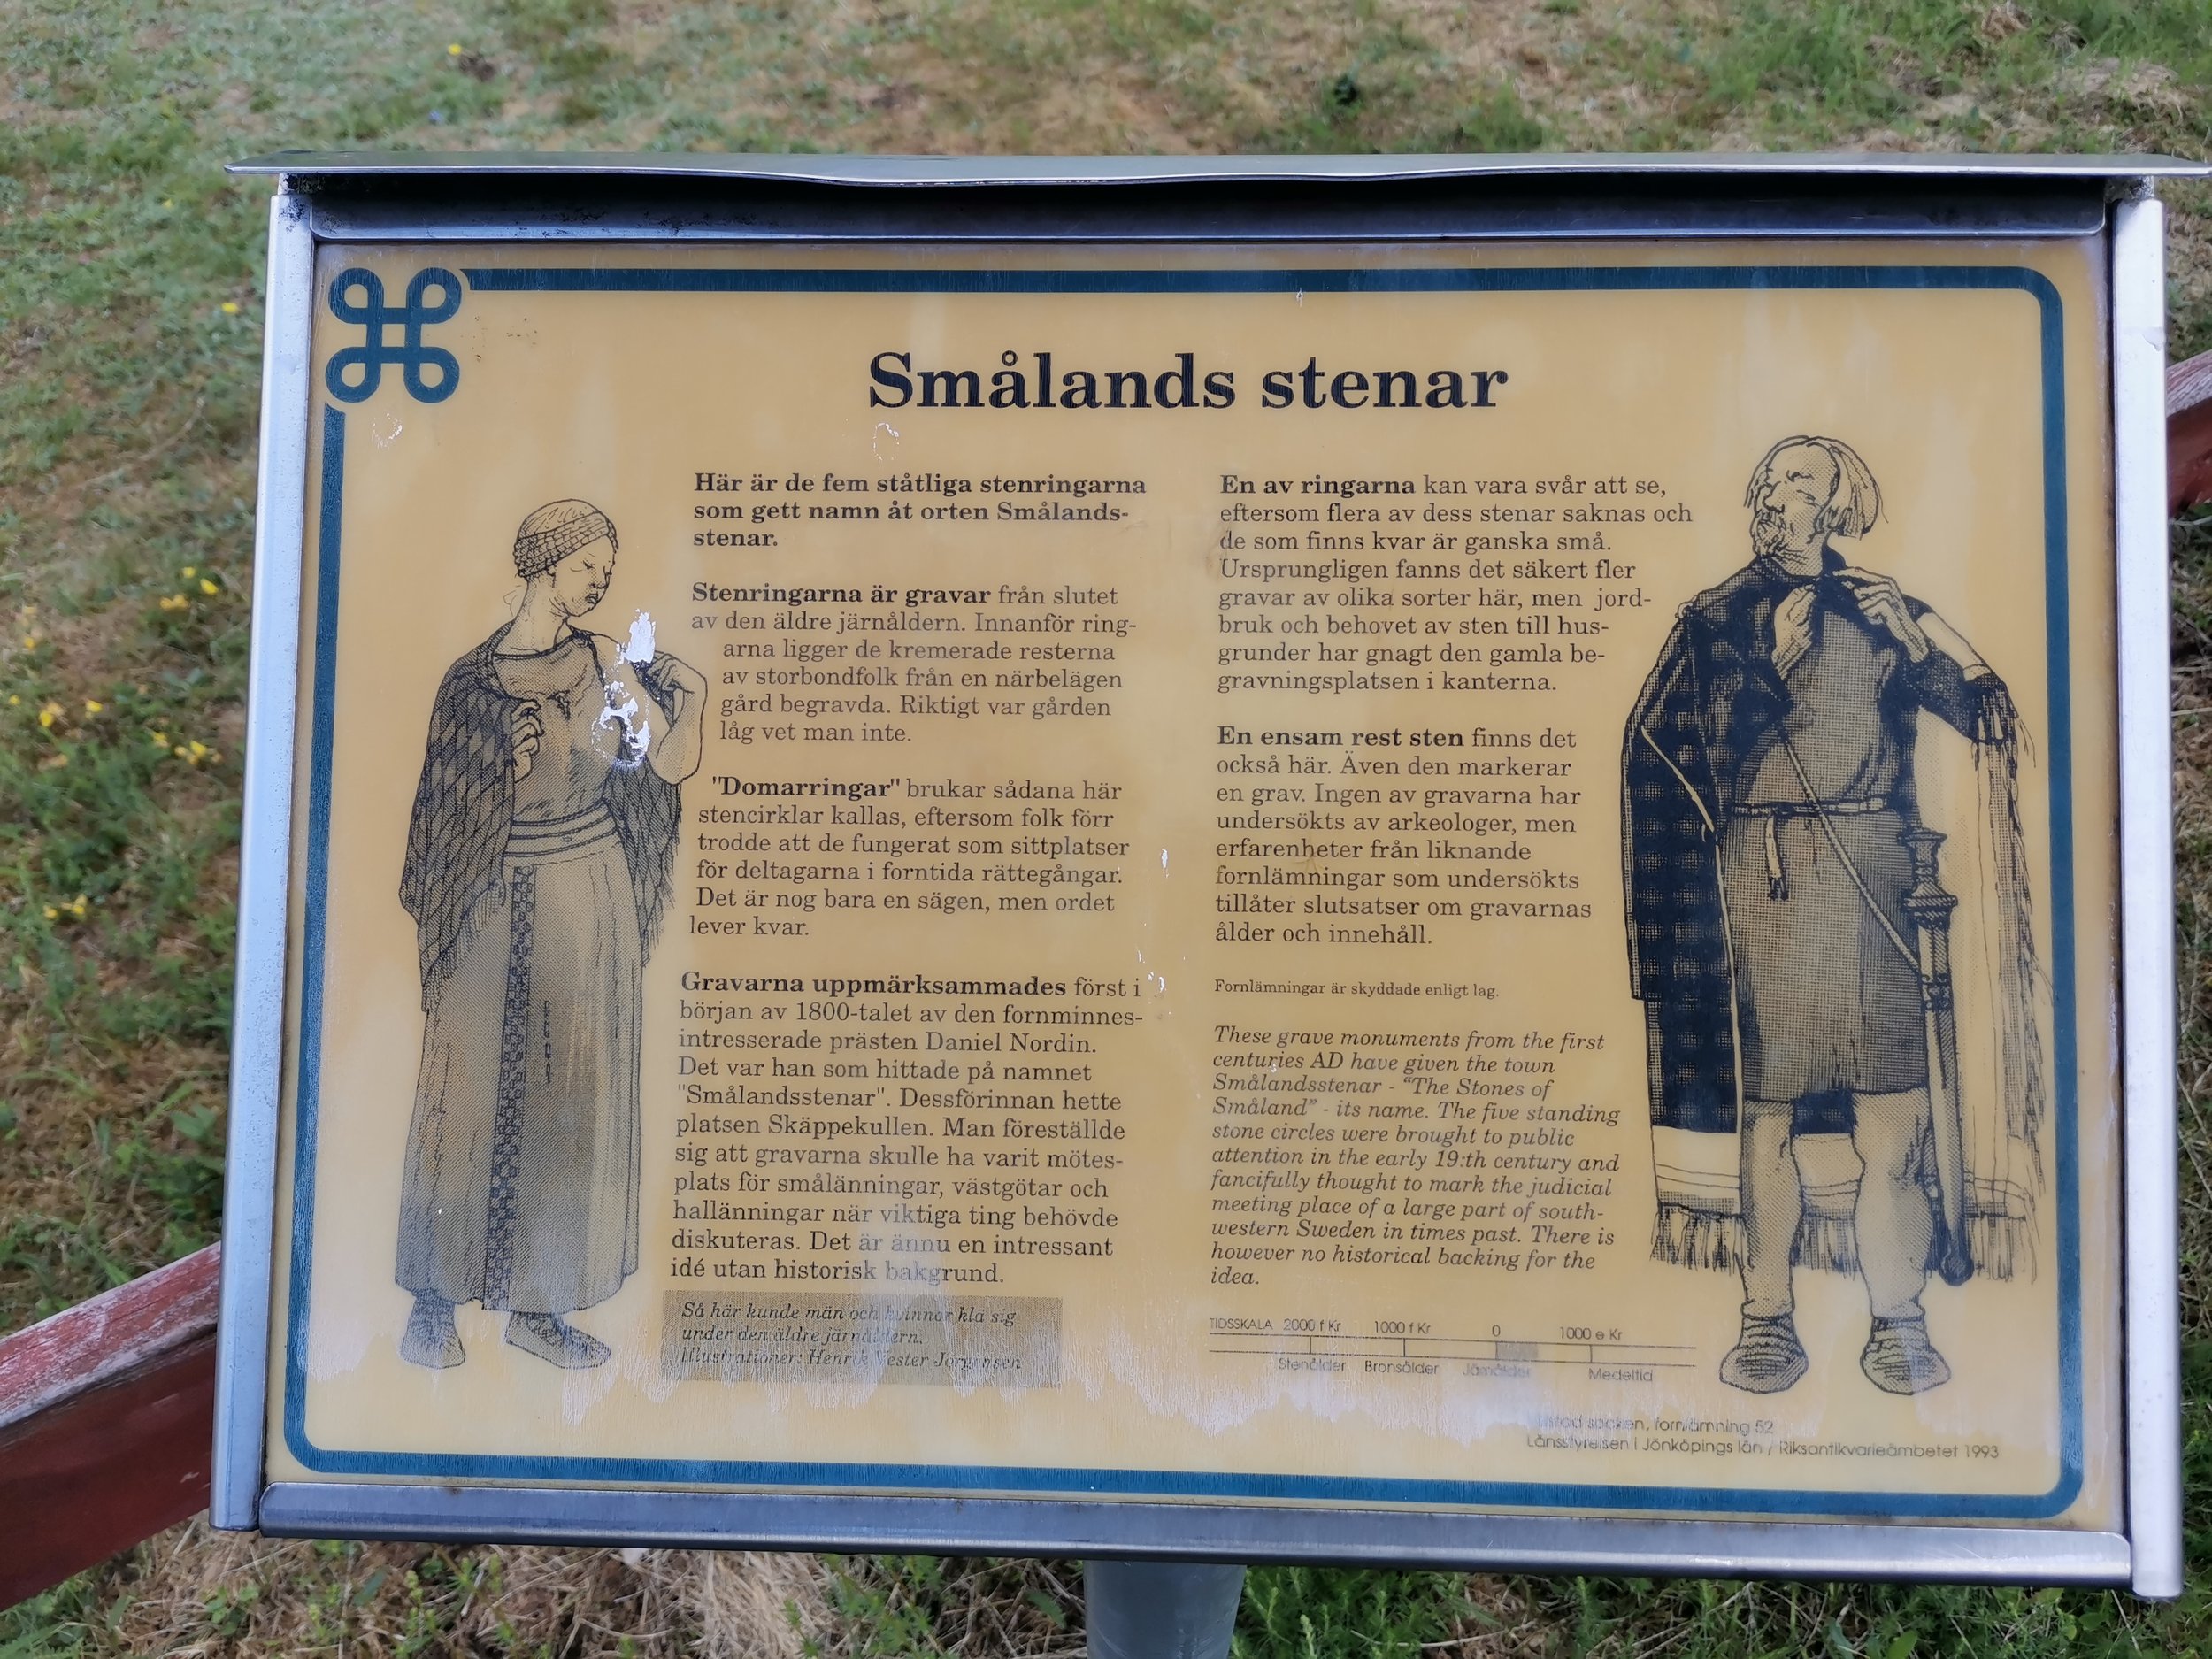 Smålands stenar
Här är de fem ståtliga stenringarna
som gett namn åt orten Smålands-
stenar.
Stenringarna är gravar från slutet
av den äldre järnåldern. Innanför ring-
arna ligger de kremerade resterna
av storbondfolk från en närbelägen
gård begravda. Riktigt var gården
låg vet man inte.
"Domarringar" brukar sådana här
stencirklar kallas, eftersom folk förr
trodde att de fungerat som sittplatser
för deltagarna i forntida rättegångar.
Det är nog bara en sägen, men ordet
lever kvar.
Gravarna uppmärksammades först i
början av 1800-talet av den fornminnes-
intresserade prästen Daniel Nordin.
Det var han som hittade på namnet
"Smålandsstenar". Dessförinnan hette
platsen Skäppekullen. Man föreställde
sig att gravarna skulle ha varit mötes-
plats för smålänningar, västgötar och
hallänningar när viktiga ting behövde
diskuteras. Det är ännu en intressant
idé utan historisk bakgrund.
Så här kunde män och kvinnor klä sig
under den äldre järnåldern.
Illustrationer: Henrik Vester Jörgensen
En av ringarna kan vara svår att se,
eftersom flera av dess stenar saknas och
de som finns kvar är ganska små.
Ursprungligen fanns det säkert fler
gravar av olika sorter här, men jord-
bruk och behovet av sten till hus-
grunder har gnagt den gamla be-
gravningsplatsen i kanterna.
En ensam rest sten finns det
också här. Även den markerar
en grav. Ingen av gravarna har
undersökts av arkeologer, men
erfarenheter från liknande
fornlämningar som undersökts
tillåter slutsatser om gravarnas
ålder och innehåll.
Fornlämningar är skyddade enligt lag.
These grave monuments from the first
centuries AD have given the town
Smålandsstenar - “The Stones of
Småland” - its name. The five standing
stone circles were brought to public
attention in the early 19:th century and
fancifully thought to mark the judicial
meeting place of a large part of south-
western Sweden in times past. There is
however no historical backing for the
idea.
TIDSSKALA 2000 f Kr 1000 f Kr 0 1000 e Kr
Stenålder Bronsålder Järnålder Medeltid
socken, fornlämning 52
Länsstyrelsen i Jönköpings län / Riksantikvarieämbetet 1993